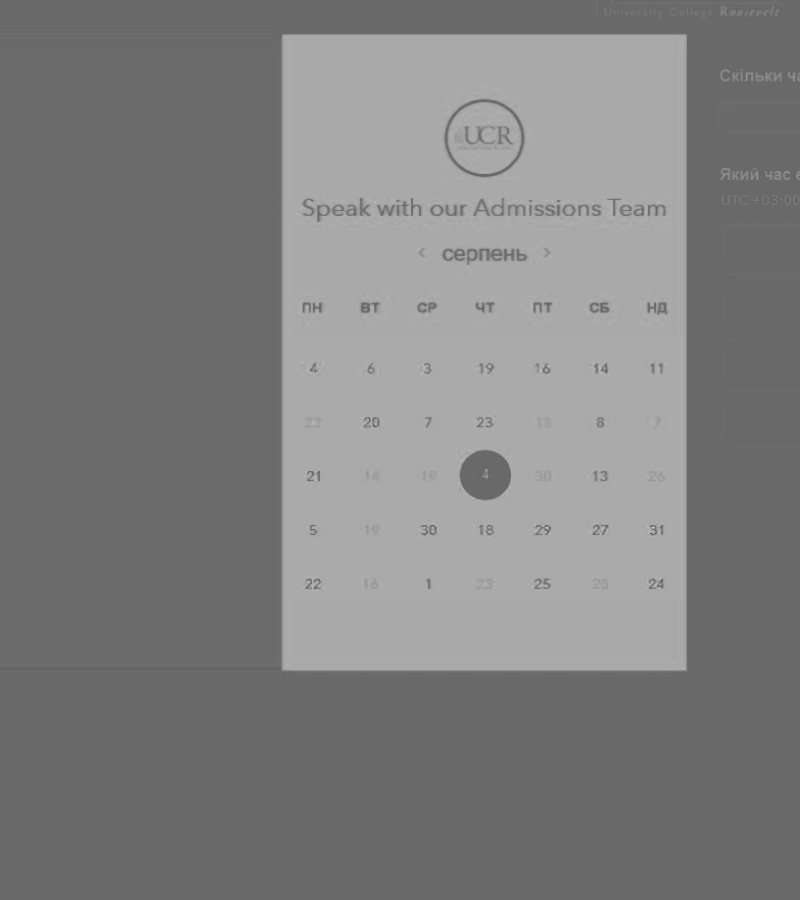 University College Roosevelt
Скільки ча
UCR
Який час є
UTC +03:00
Speak with our Admissions Team
< серпень >
ПН ВТ СР ЧТ ПТ СБ НД
4 6 3 19 16 14 11
23 20 7 23 13 8 7
21 14 19 4 30 13 26
5 19 30 18 29 27 31
22 16 1 23 25 28 24